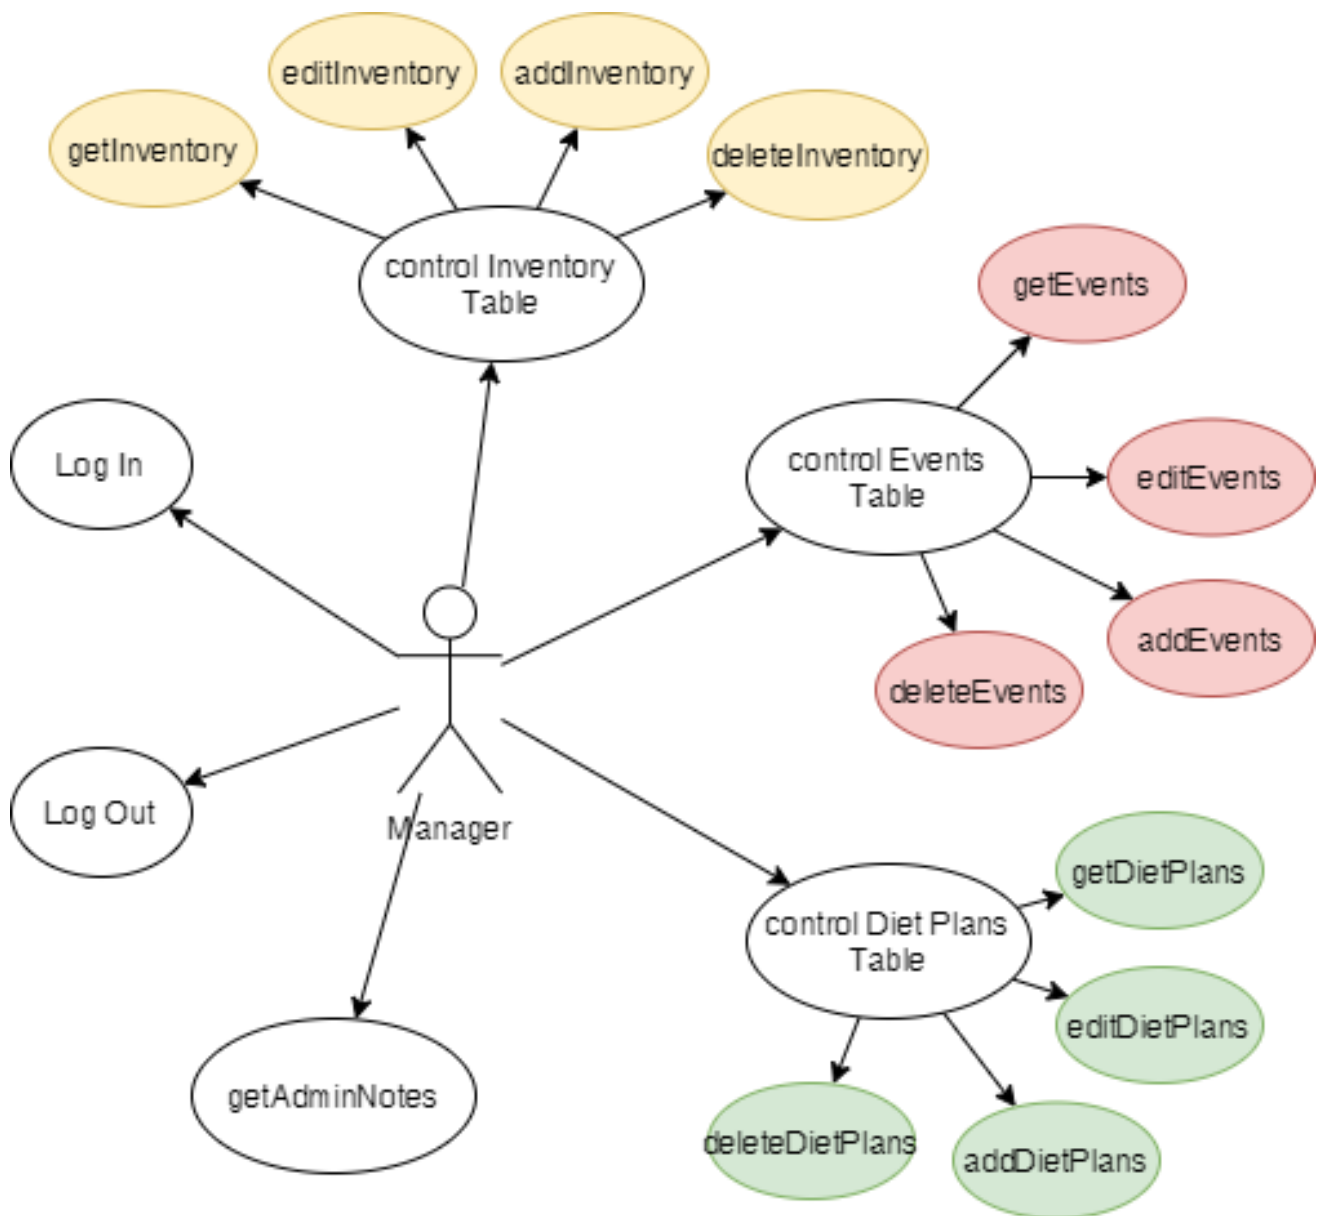 editInventory
addInventory
getInventory
deleteInventory
control Inventory
Table
getEvents
Log In
control Events
Table
editEvents
addEvents
deleteEvents
Log Out
Manager
getDietPlans
control Diet Plans
Table
editDietPlans
getAdminNotes
deleteDietPlans
addDietPlans